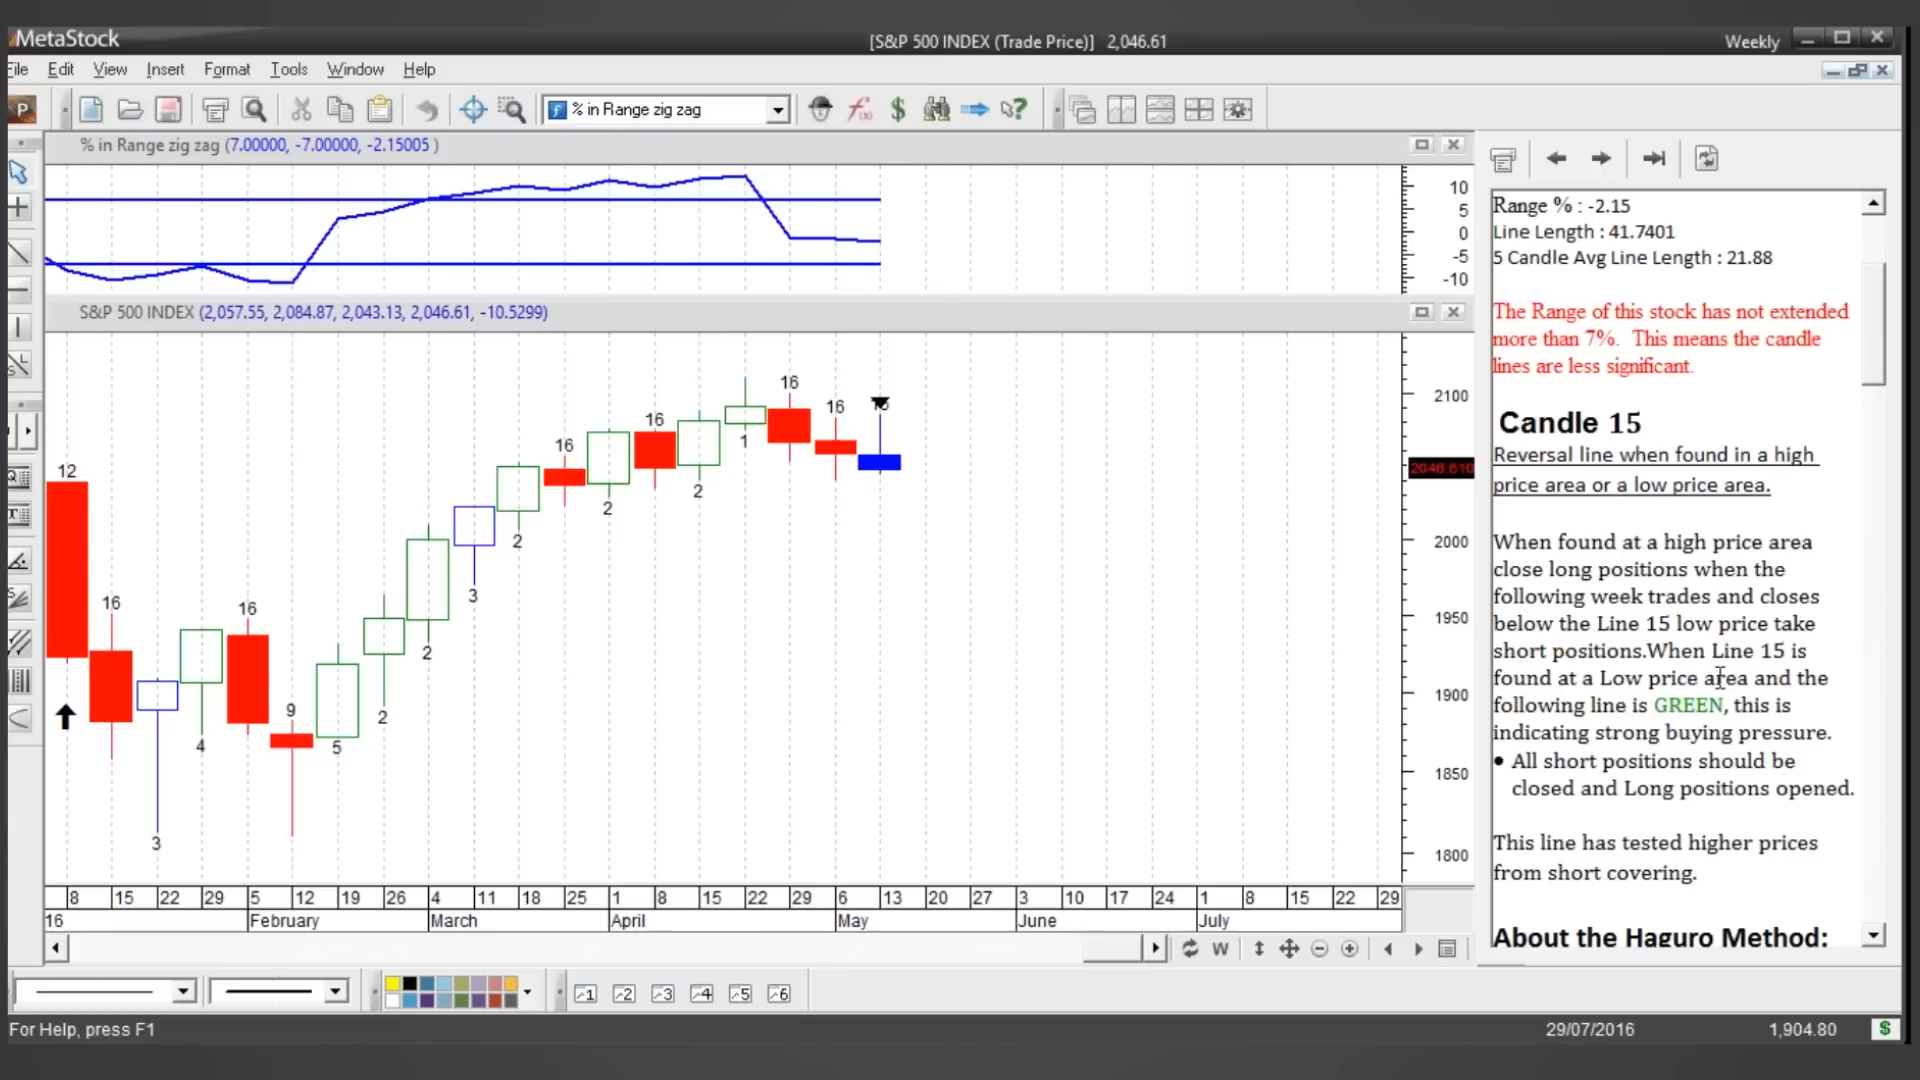 MetaStock
[S&P 500 INDEX (Trade Price)] 2,046.61
Weekly
File Edit View Insert Format Tools Window Help
P
% in Range zig zag
% in Range zig zag (7.00000, -7.00000, -2.15005 )
10
5
0
-5
-10
S&P 500 INDEX (2,057.55, 2,084.87, 2,043.13, 2,046.61, -10.5299)
12 16 3 4 16 9 5 2 2 3 2 16 2 16 2 1 16 16
2100
2046.610
2000
1950
1900
1850
1800
8 15 22 29 5 12 19 26 4 11 18 25 1 8 15 22 29 6 13 20 27 3 10 17 24 1 8 15 22 29
16 February March April May June July
W
1 2 3 4 5 6
For Help, press F1
29/07/2016 1,904.80 $
Range % : -2.15
Line Length : 41.7401
5 Candle Avg Line Length : 21.88
The Range of this stock has not extended
more than 7%. This means the candle
lines are less significant.
Candle 15
Reversal line when found in a high
price area or a low price area.
When found at a high price area
close long positions when the
following week trades and closes
below the Line 15 low price take
short positions.When Line 15 is
found at a Low price area and the
following line is GREEN, this is
indicating strong buying pressure.
• All short positions should be
closed and Long positions opened.
This line has tested higher prices
from short covering.
About the Haguro Method: